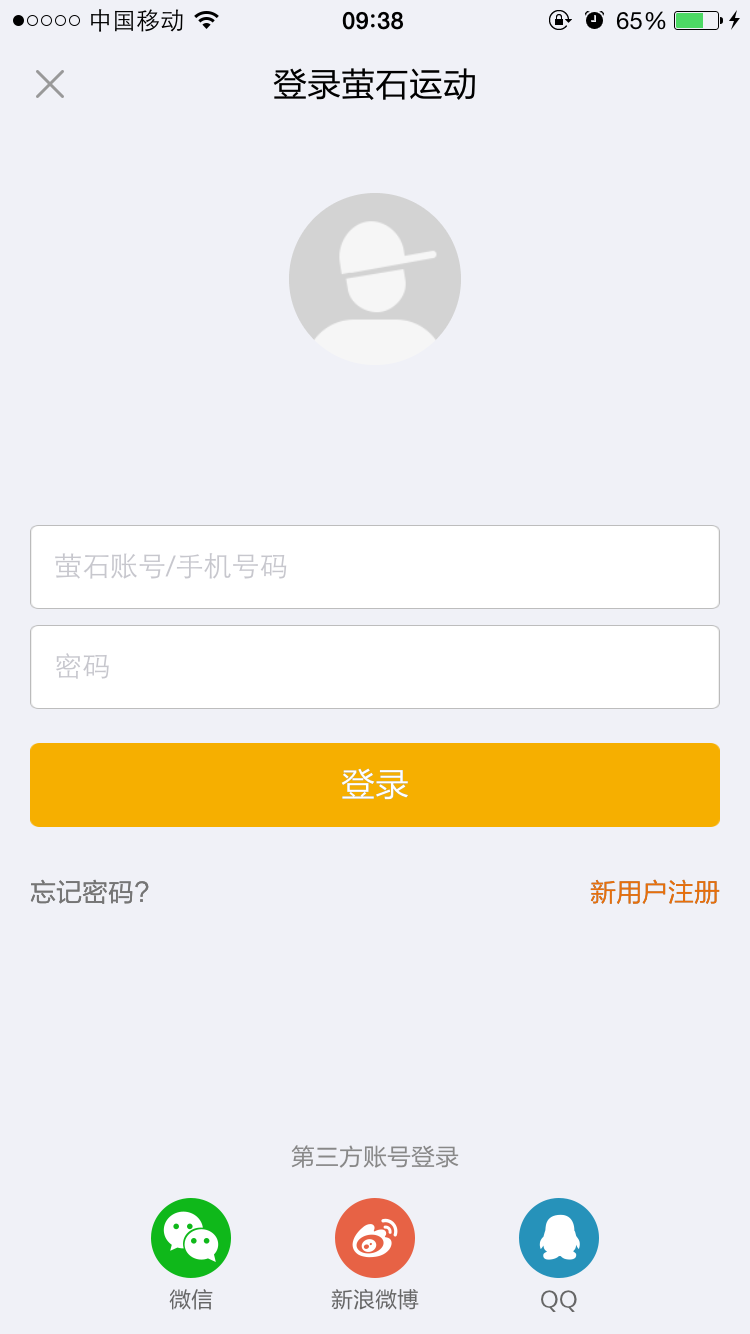 中国移动 09:38 65%
登录萤石运动
萤石账号/手机号码
密码
登录
忘记密码? 新用户注册
第三方账号登录
微信 新浪微博 QQ